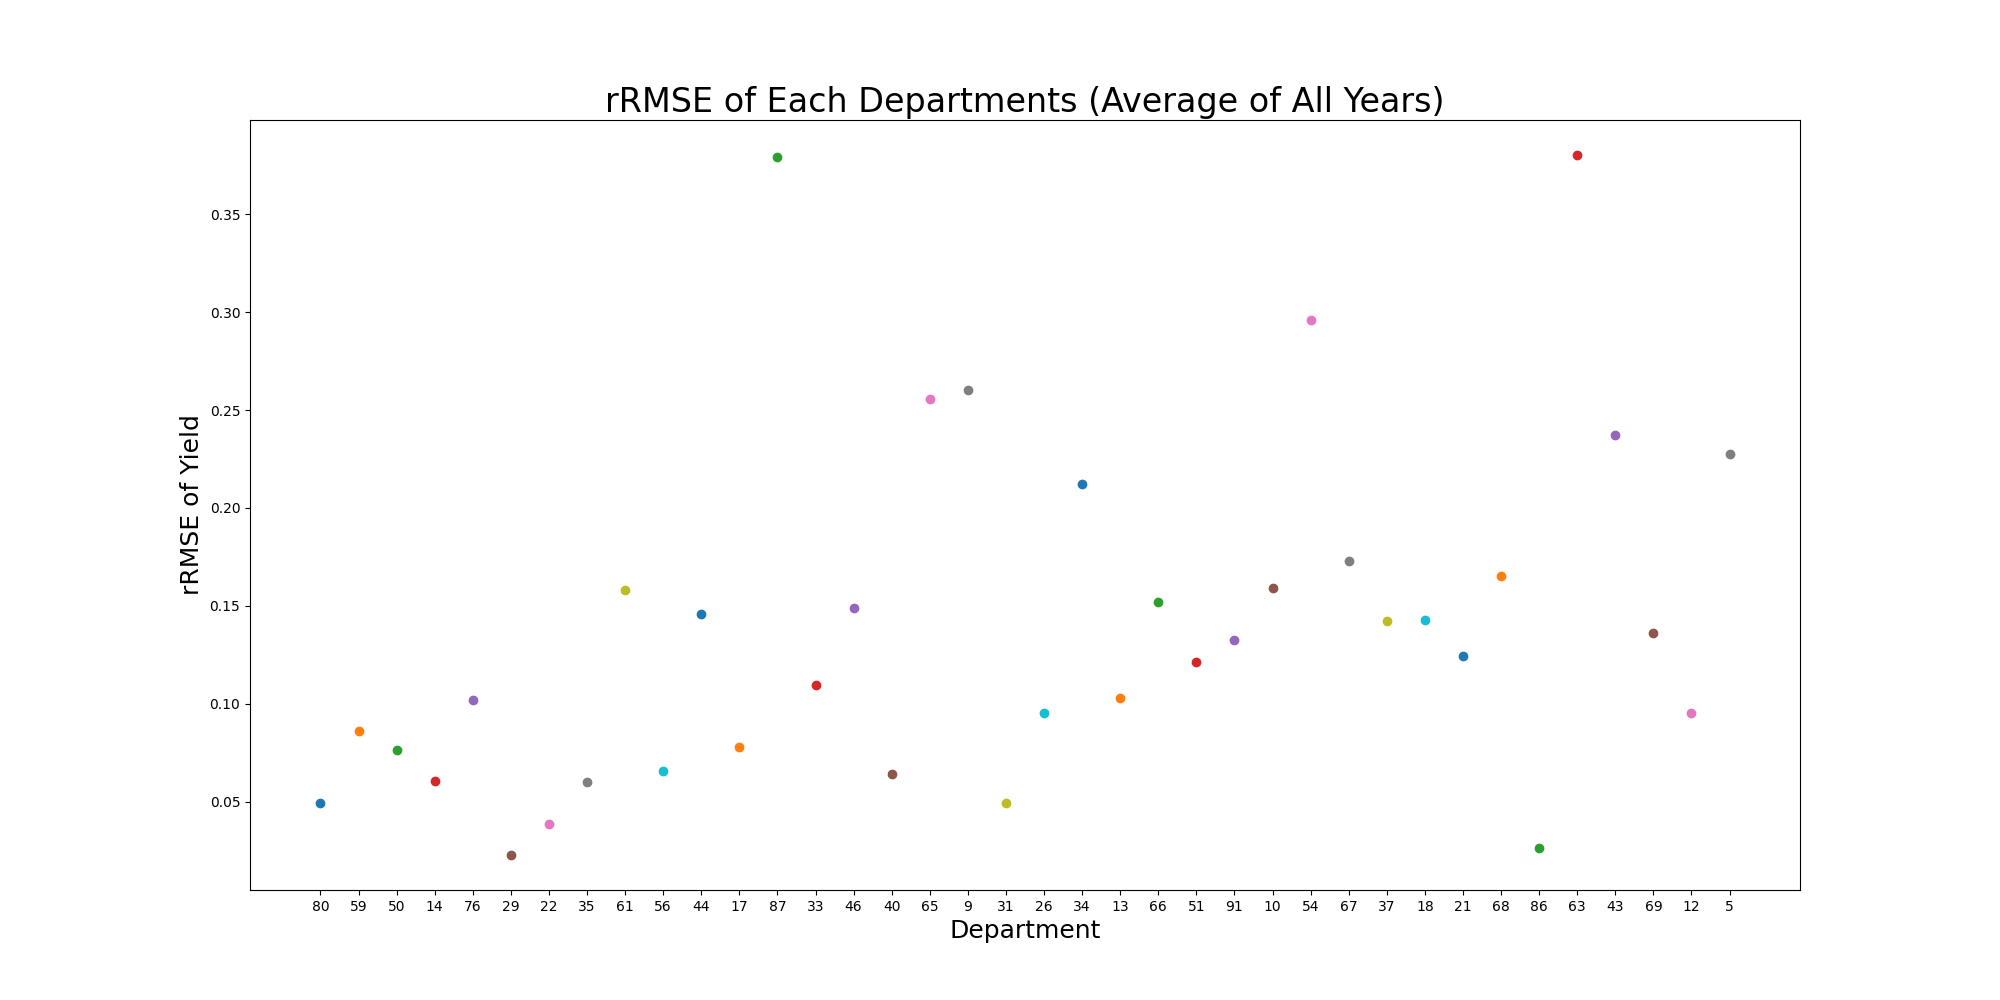 rRMSE of Each Departments (Average of All Years)
rRMSE of Yield
0.35
0.30
0.25
0.20
0.15
0.10
0.05
80 59 50 14 76 29 22 35 61 56 44 17 87 33 46 40 65 9 31 26 34 13 66 51 91 10 54 67 37 18 21 68 86 63 43 69 12 5
Department